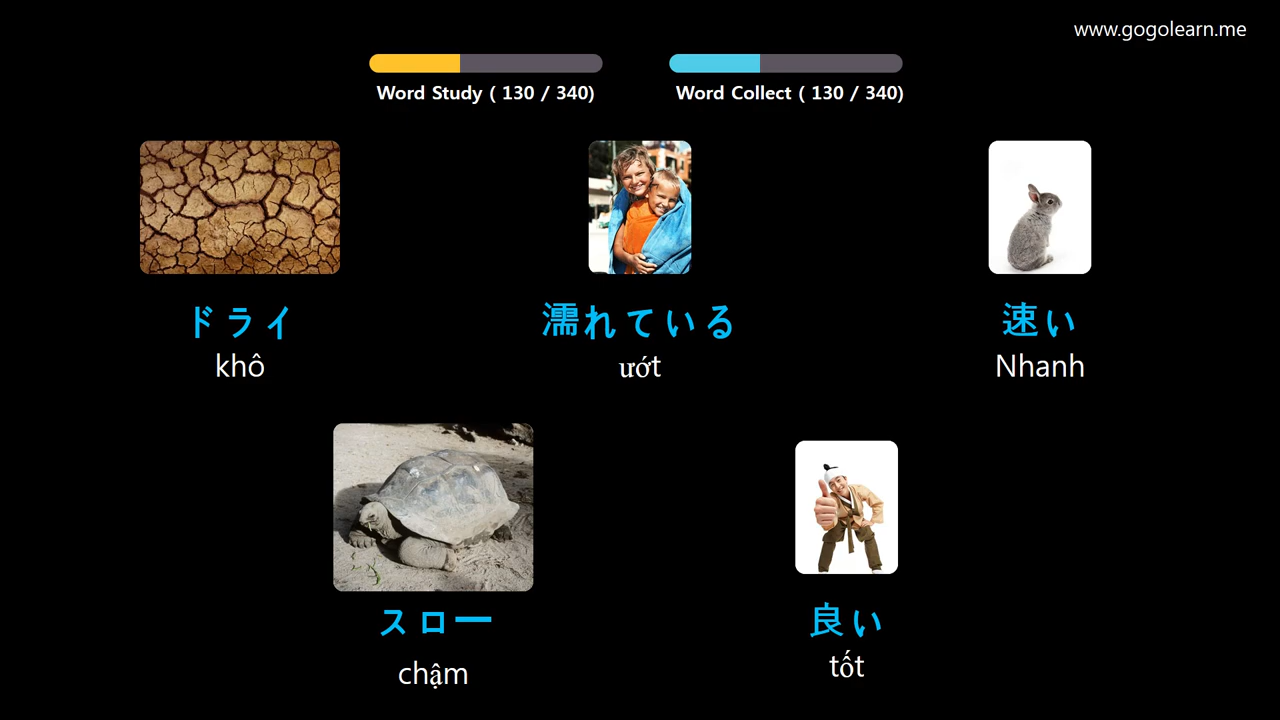 www.gogolearn.me
Word Study ( 130 / 340)
Word Collect ( 130 / 340)
ドライ
khô
濡れている
ướt
速い
Nhanh
スロー
chậm
良い
tốt